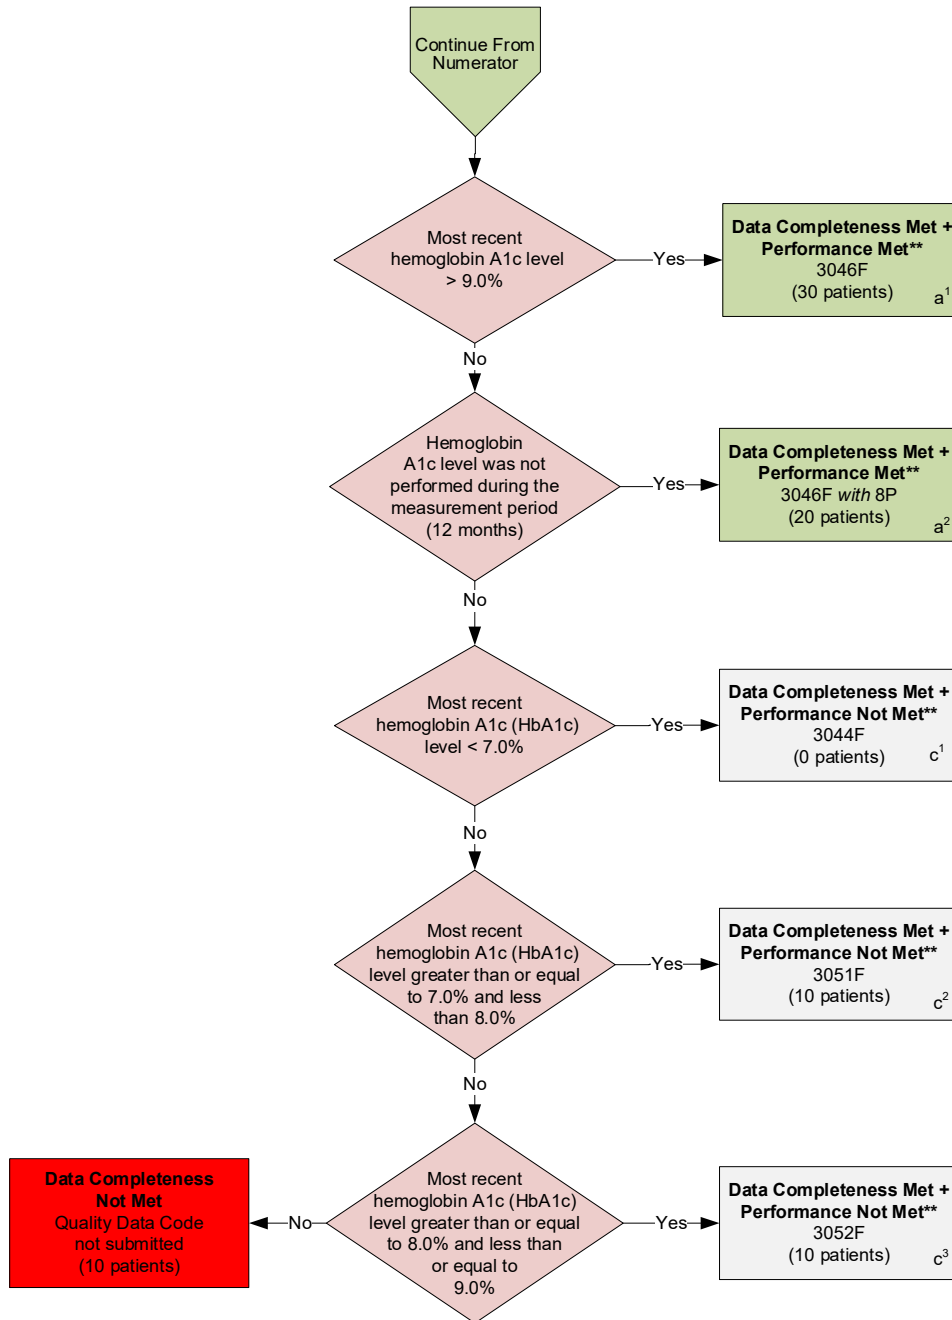 Continue From
Numerator
Most recent
hemoglobin A1c level
> 9.0%
Yes
Data Completeness Met +
Performance Met**
3046F
(30 patients)
a¹
No
Hemoglobin
A1c level was not
performed during the
measurement period
(12 months)
Yes
Data Completeness Met +
Performance Met**
3046F with 8P
(20 patients)
a²
No
Most recent
hemoglobin A1c (HbA1c)
level < 7.0%
Yes
Data Completeness Met +
Performance Not Met**
3044F
(0 patients)
c¹
No
Most recent
hemoglobin A1c (HbA1c)
level greater than or equal
to 7.0% and less
than 8.0%
Yes
Data Completeness Met +
Performance Not Met**
3051F
(10 patients)
c²
No
Most recent
hemoglobin A1c (HbA1c)
level greater than or equal
to 8.0% and less than
or equal to
9.0%
Yes
Data Completeness Met +
Performance Not Met**
3052F
(10 patients)
c³
No
Data Completeness
Not Met
Quality Data Code
not submitted
(10 patients)